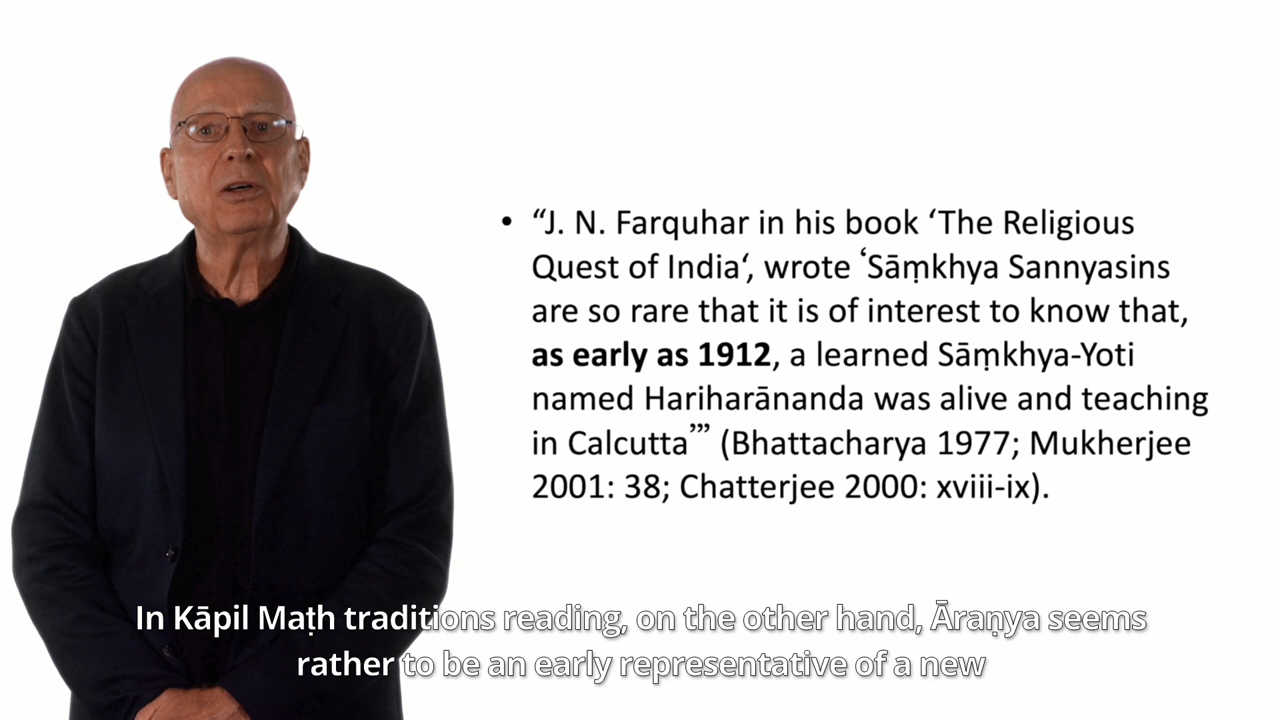 • “J. N. Farquhar in his book ‘The Religious
Quest of India‘, wrote ‘Sāṃkhya Sannyasins
are so rare that it is of interest to know that,
as early as 1912, a learned Sāṃkhya-Yoti
named Hariharānanda was alive and teaching
in Calcutta’” (Bhattacharya 1977; Mukherjee
2001: 38; Chatterjee 2000: xviii-ix).
In Kāpil Maṭh traditions reading, on the other hand, Āraṇya seems
rather to be an early representative of a new